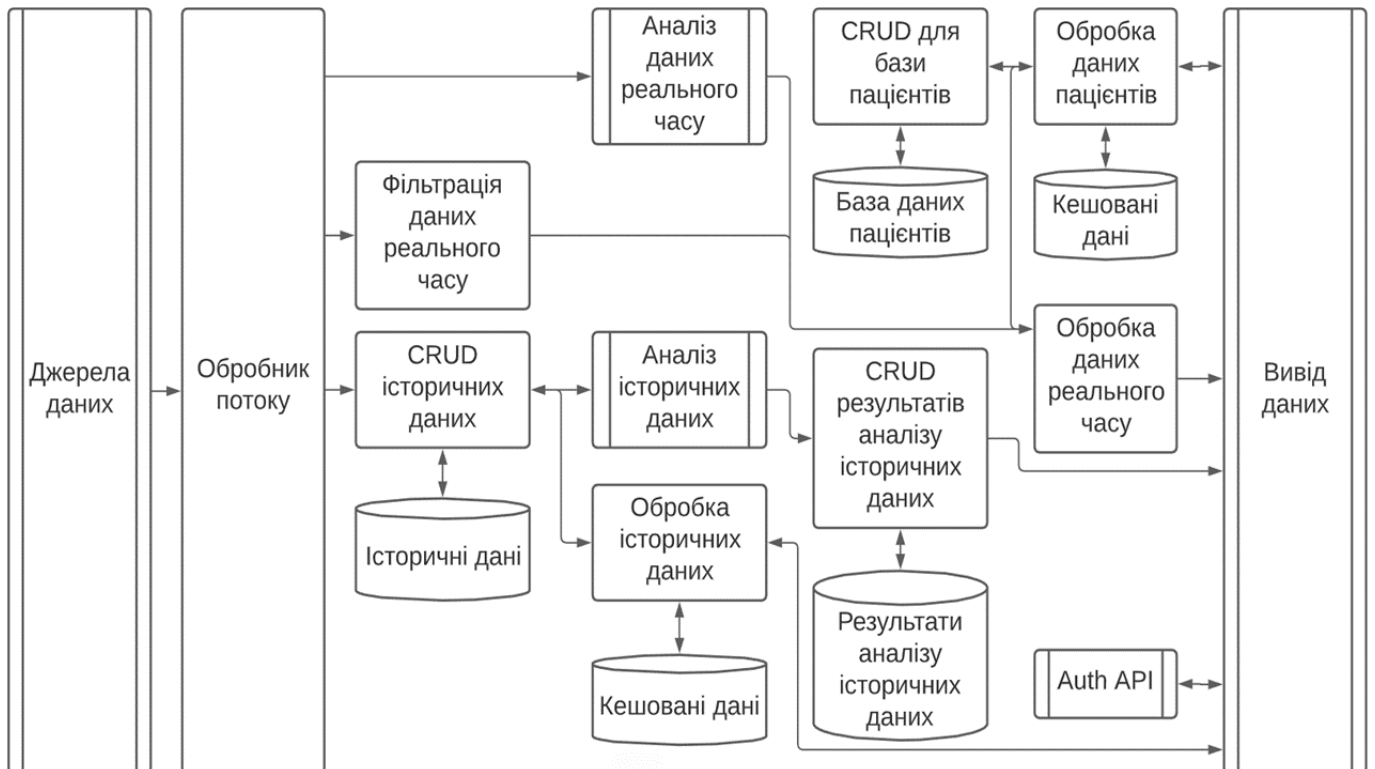 Джерела
даних
Обробник
потоку
Аналіз
даних
реального
часу
CRUD для
бази
пацієнтів
Обробка
даних
пацієнтів
База даних
пацієнтів
Кешовані
дані
Фільтрація
даних
реального
часу
CRUD
історичних
даних
Аналіз
історичних
даних
CRUD
результатів
аналізу
історичних
даних
Обробка
даних
реального
часу
Вивід
даних
Історичні дані
Обробка
історичних
даних
Кешовані дані
Результати
аналізу
історичних
даних
Auth API